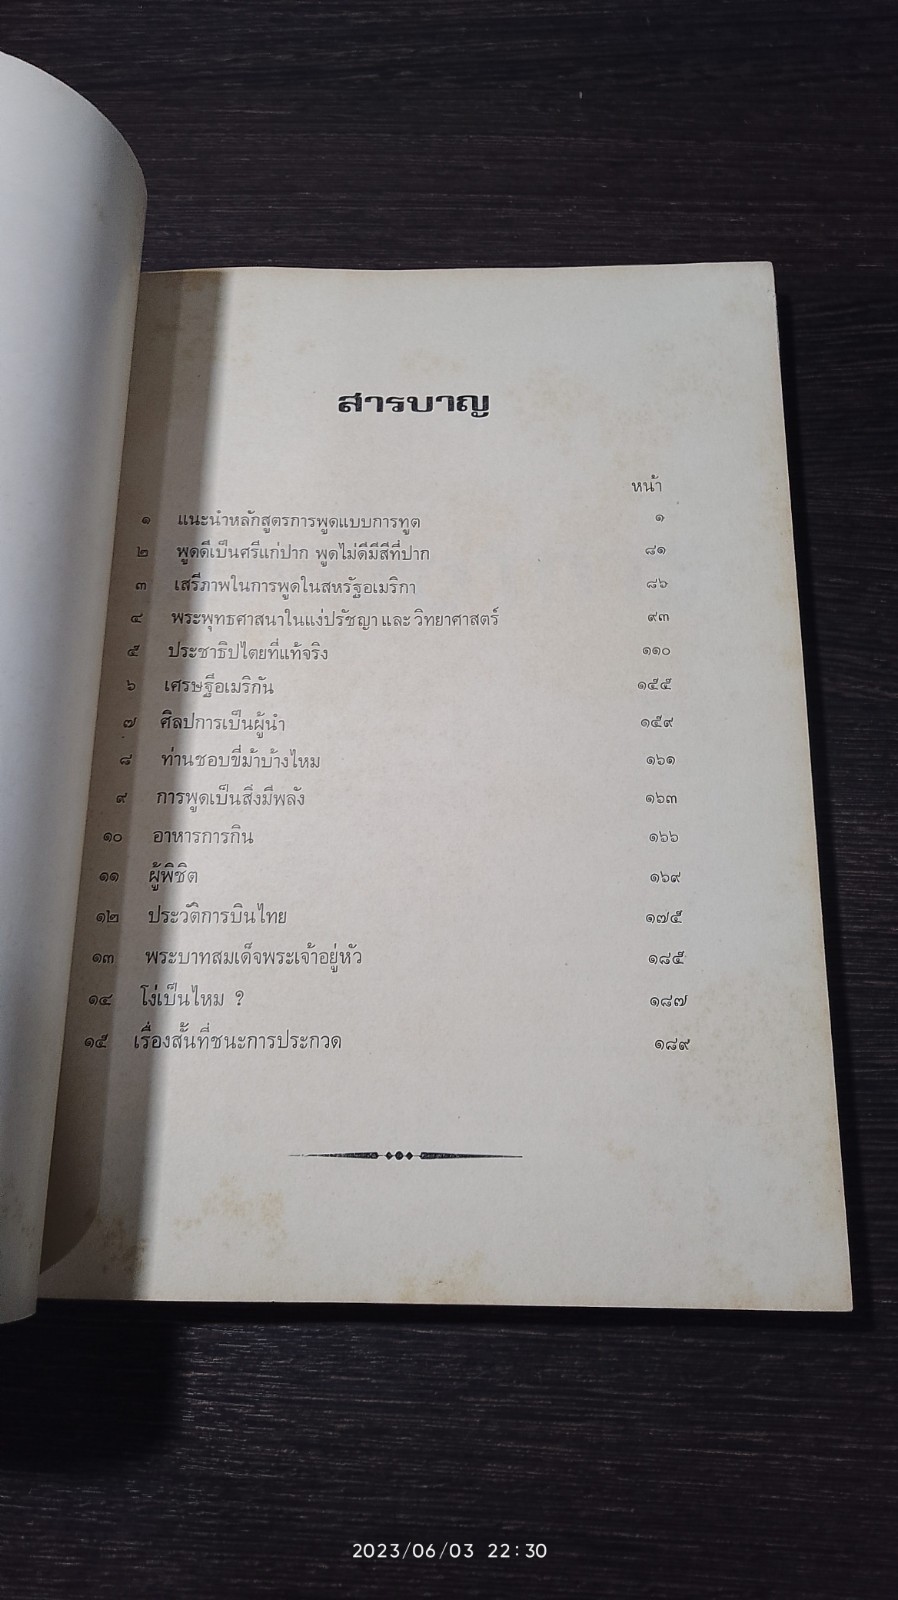 สารบาญ
หน้า
๑ แนะนำหลักสูตรการพูดแบบการทูต ๑
๒ พูดดีเป็นศรีแก่ปาก พูดไม่ดีมีสีที่ปาก ๘๑
๓ เสรีภาพในการพูดในสหรัฐอเมริกา ๘๖
๔ พระพุทธศาสนาในแง่ปรัชญา และ วิทยาศาสตร์ ๙๓
๕ ประชาธิปไตยที่แท้จริง ๑๑๐
๖ เศรษฐีอเมริกัน ๑๕๕
๗ ศิลปการเป็นผู้นำ ๑๕๙
๘ ท่านชอบขี่ม้าบ้างไหม ๑๖๑
๙ การพูดเป็นสิ่งมีพลัง ๑๖๓
๑๐ อาหารการกิน ๑๖๖
๑๑ ผู้พิชิต ๑๖๙
๑๒ ประวัติการบินไทย ๑๗๕
๑๓ พระบาทสมเด็จพระเจ้าอยู่หัว ๑๘๕
๑๔ โง่เป็นไหม ? ๑๘๗
๑๕ เรื่องสั้นที่ชนะการประกวด ๑๘๙
2023/06/03 22:30